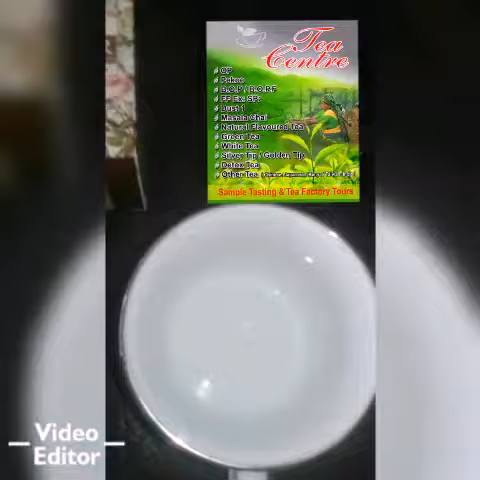 Tea
Centre
OP
Pekoe
B.O.P / B.O.P.F
FF Ex: SP:
Dust 1
Masala Chai
Natural Flavoured Tea
Green Tea
White Tea
Silver Tip / Golden Tip
Detox Tea
Other Tea
Sample Tasting & Tea Factory Tours
Video
Editor